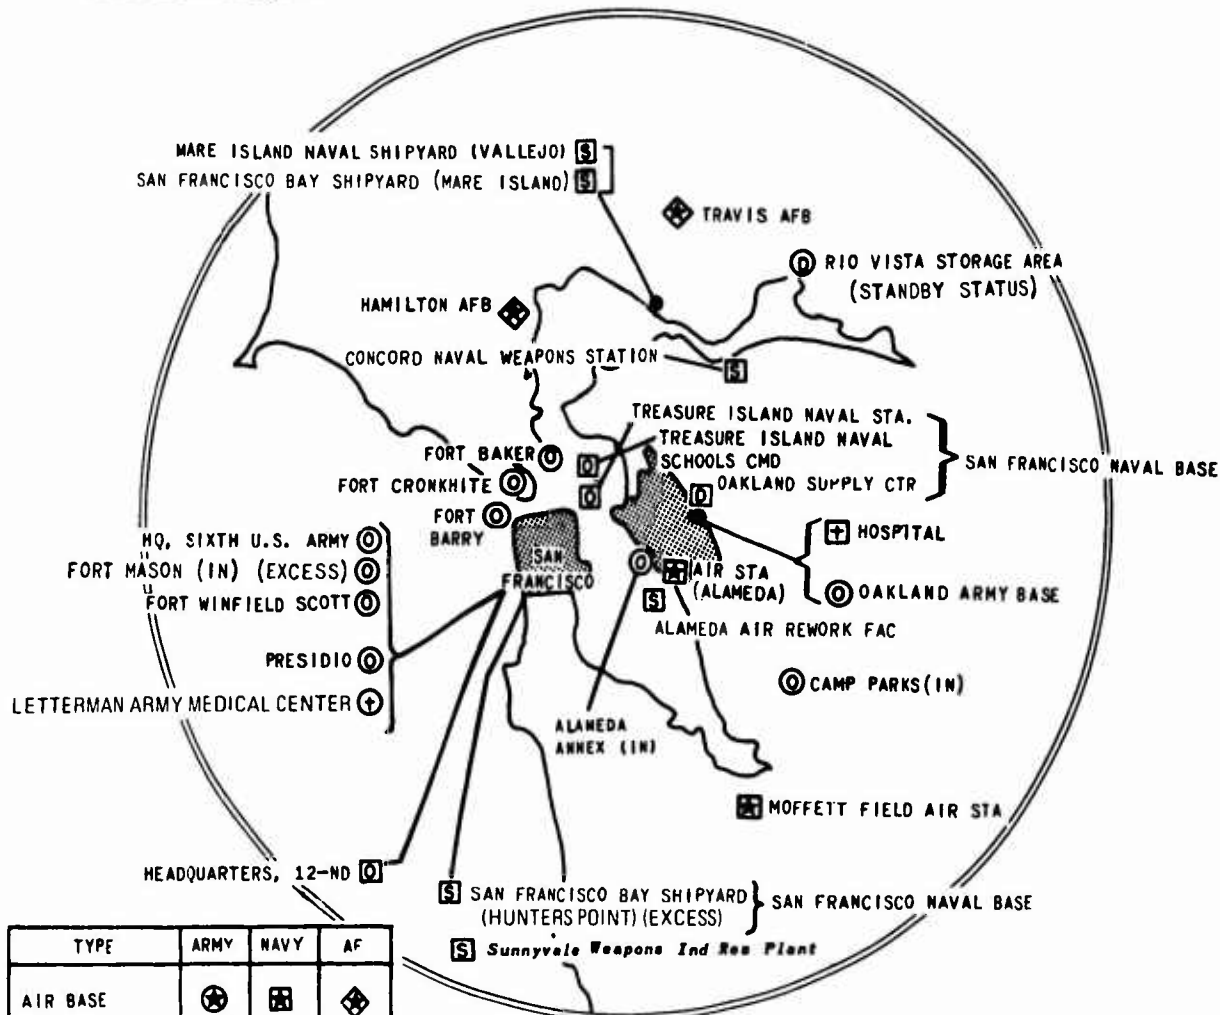 MARE ISLAND NAVAL SHIPYARD (VALLEJO) S
SAN FRANCISCO BAY SHIPYARD (MARE ISLAND) S
TRAVIS AFB
D RIO VISTA STORAGE AREA
(STANDBY STATUS)
HAMILTON AFB
CONCORD NAVAL WEAPONS STATION
S
TREASURE ISLAND NAVAL STA.
TREASURE ISLAND NAVAL
SCHOOLS CMD
D OAKLAND SUPPLY CTR
SAN FRANCISCO NAVAL BASE
FORT BAKER O
O
FORT CRONKHITE O
O
FORT O
BARRY
HQ, SIXTH U.S. ARMY O
FORT MASON (IN) (EXCESS) O
FORT WINFIELD SCOTT O
PRESIDIO O
LETTERMAN ARMY MEDICAL CENTER
SAN
FRANCISCO
HOSPITAL
O OAKLAND ARMY BASE
O
AIR STA
(ALAMEDA)
S
ALAMEDA AIR REWORK FAC
O CAMP PARKS (IN)
ALAMEDA
ANNEX (IN)
MOFFETT FIELD AIR STA
HEADQUARTERS, 12-ND O
S SAN FRANCISCO BAY SHIPYARD
(HUNTERS POINT) (EXCESS)
SAN FRANCISCO NAVAL BASE
S Sunnyvale Weapons Ind Res Plant
TYPE ARMY NAVY AF
AIR BASE